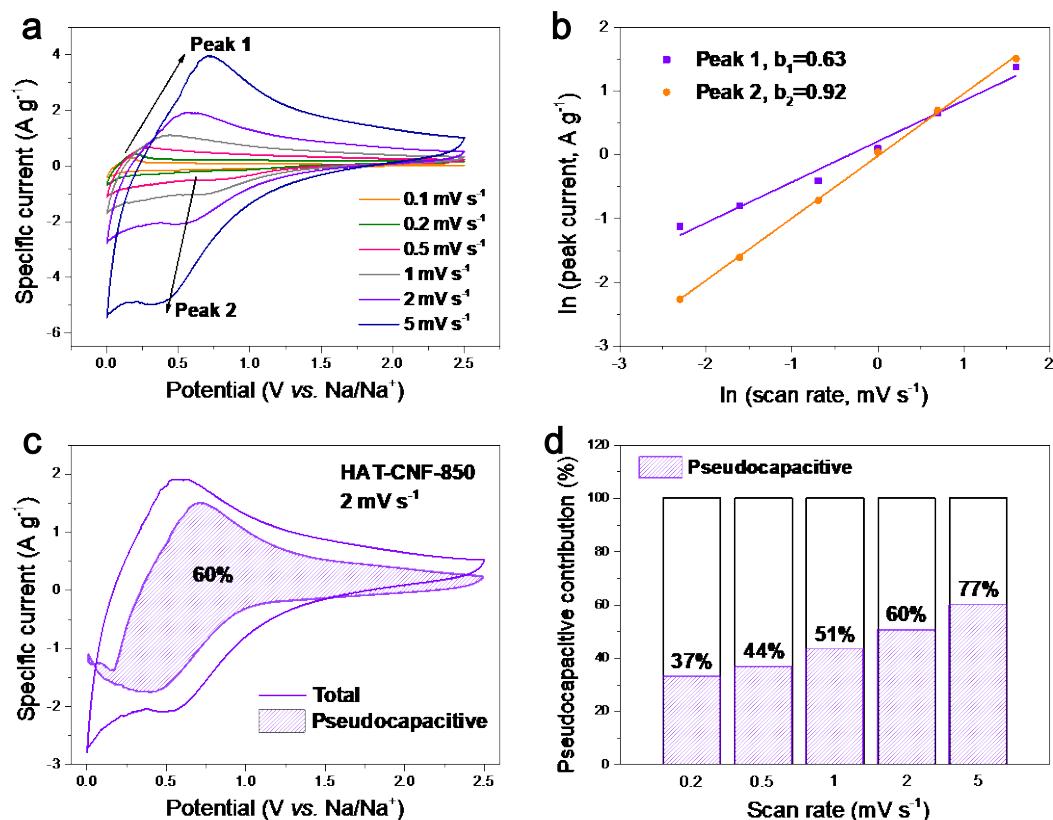 a
Peak 1
Peak 2
0.1 mV s⁻¹
0.2 mV s⁻¹
0.5 mV s⁻¹
1 mV s⁻¹
2 mV s⁻¹
5 mV s⁻¹
Specific current (A g⁻¹)
4
2
0
-2
-4
-6
0.0 0.5 1.0 1.5 2.0 2.5
Potential (V vs. Na/Na⁺)
b
Peak 1, b₁=0.63
Peak 2, b₂=0.92
ln (peak current, A g⁻¹)
2
1
0
-1
-2
-3
-3 -2 -1 0 1 2
ln (scan rate, mV s⁻¹)
c
HAT-CNF-850
2 mV s⁻¹
60%
Total
Pseudocapacitive
Specific current (A g⁻¹)
2
1
0
-1
-2
-3
0.0 0.5 1.0 1.5 2.0 2.5
Potential (V vs. Na/Na⁺)
d
Pseudocapacitive
37%
44%
51%
60%
77%
Pseudocapacitive contribution (%)
120
100
80
60
40
20
0
0.2 0.5 1 2 5
Scan rate (mV s⁻¹)